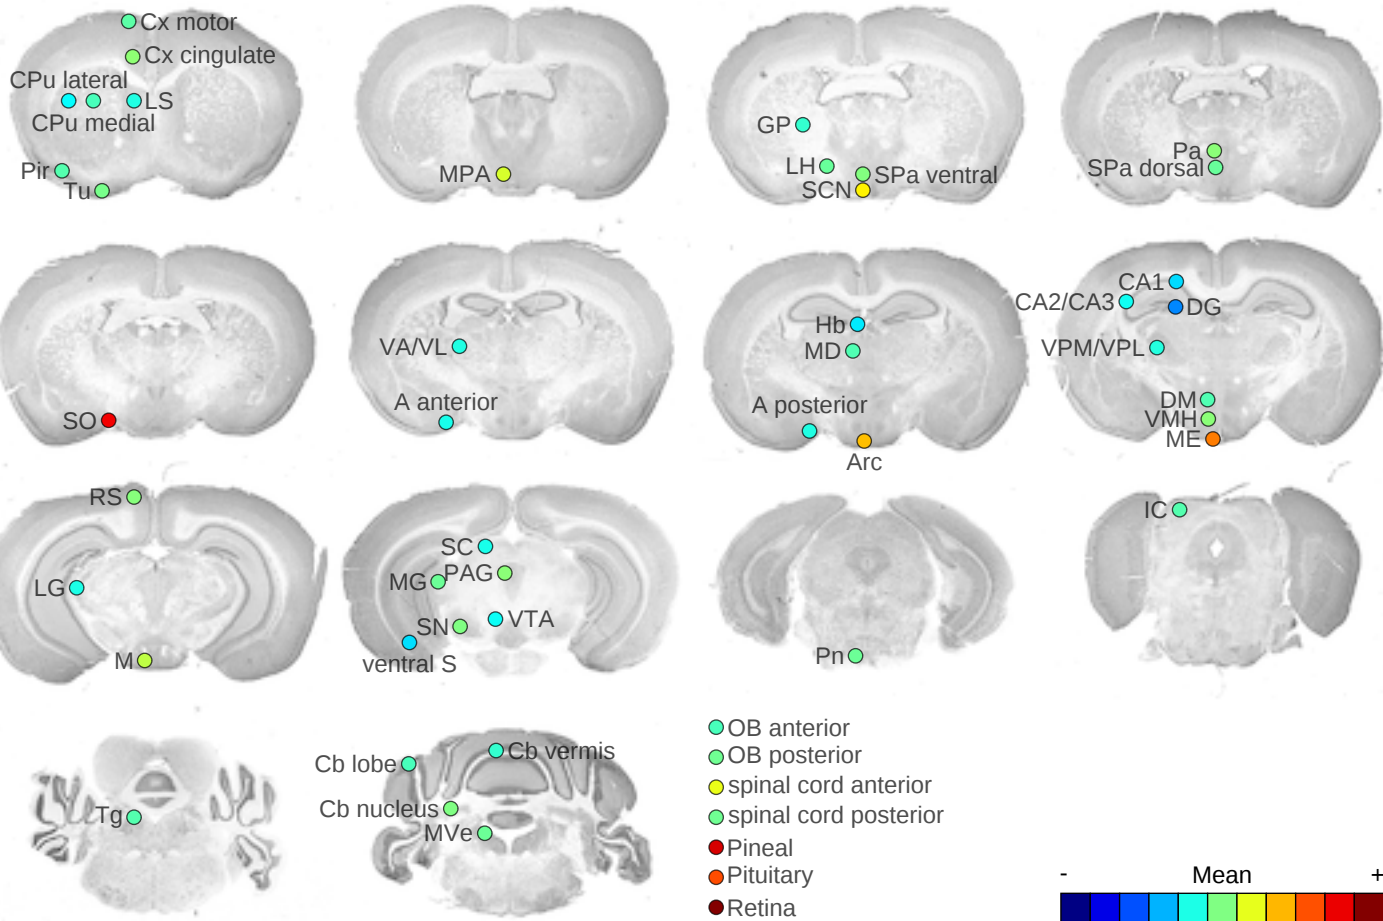 Cx motor
Cx cingulate
CPu lateral
LS
CPu medial
Pir
Tu
MPA
GP
LH
SPa ventral
SCN
Pa
SPa dorsal
SO
VA/VL
A anterior
Hb
MD
A posterior
Arc
CA1
CA2/CA3
DG
VPM/VPL
DM
VMH
ME
RS
LG
M
SC
MG
PAG
SN
VTA
ventral S
Pn
IC
Tg
Cb lobe
Cb vermis
Cb nucleus
MVe
OB anterior
OB posterior
spinal cord anterior
spinal cord posterior
Pineal
Pituitary
Retina
- Mean +